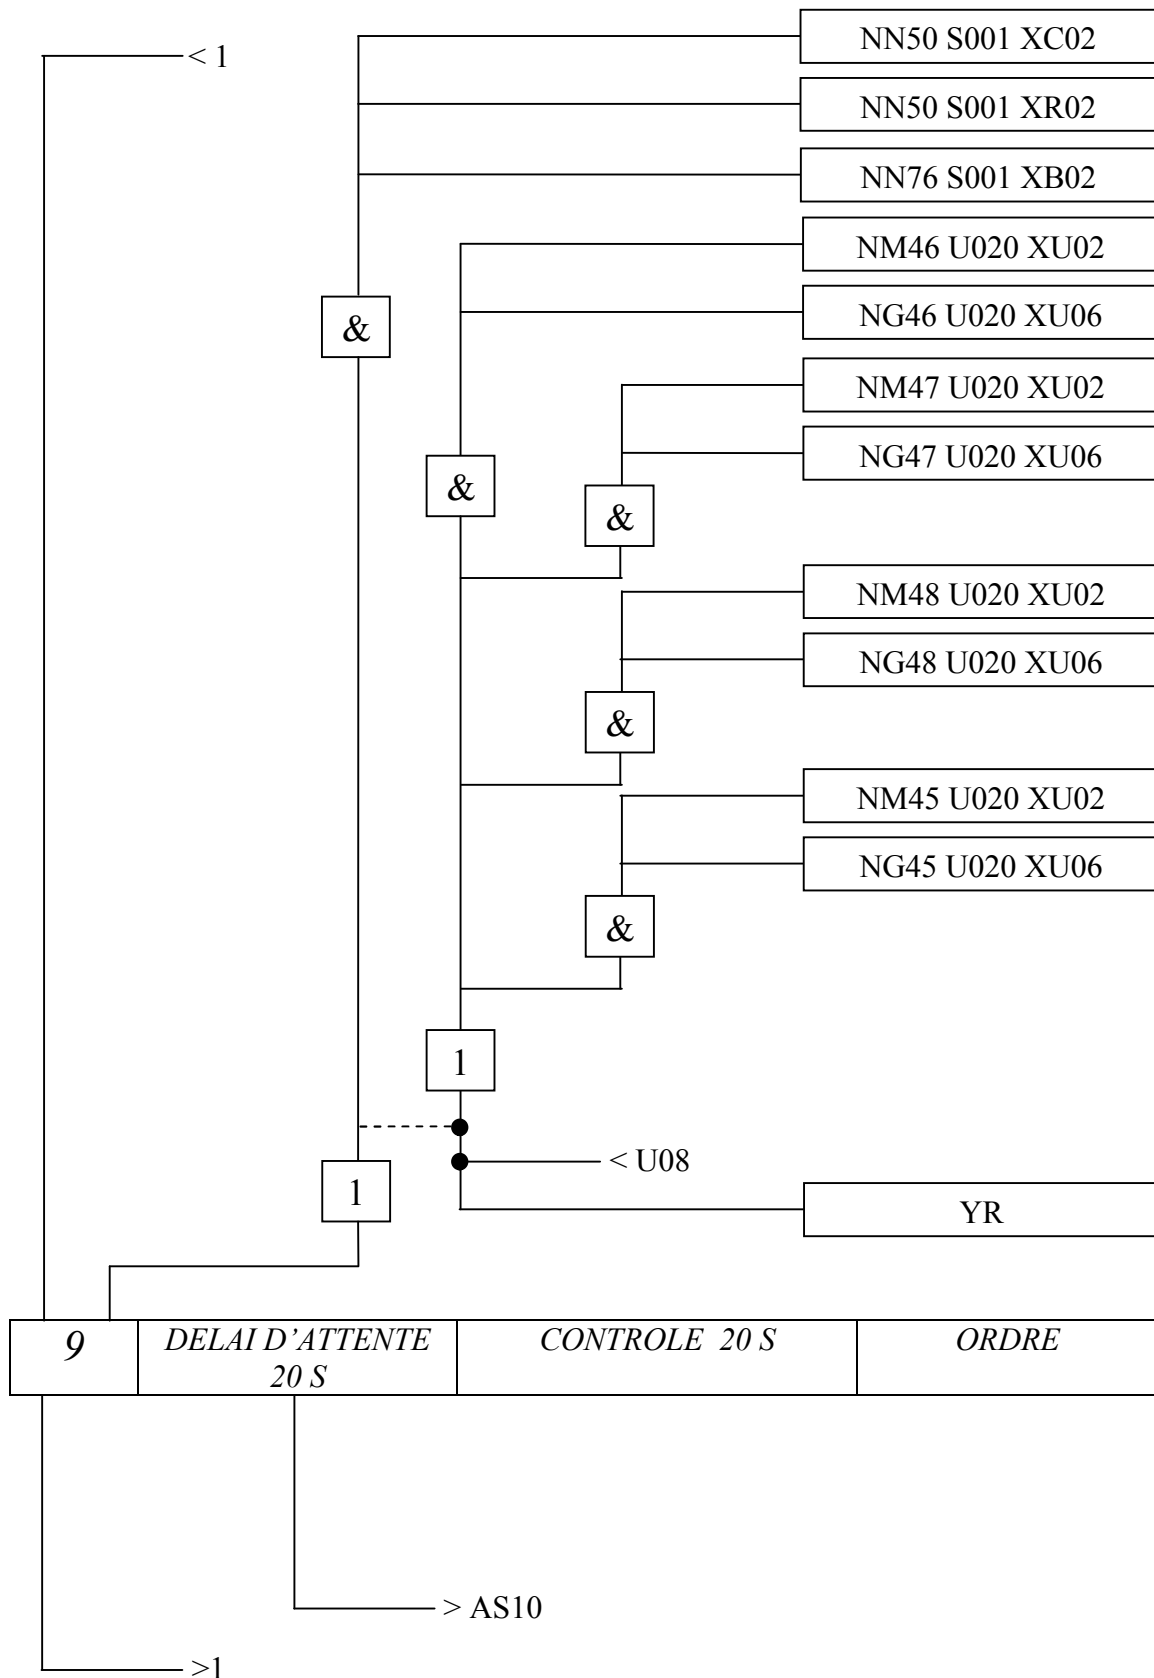 NN50 S001 XC02
< 1
NN50 S001 XR02
NN76 S001 XB02
NM46 U020 XU02
&
NG46 U020 XU06
NM47 U020 XU02
NG47 U020 XU06
&
&
NM48 U020 XU02
NG48 U020 XU06
&
NM45 U020 XU02
NG45 U020 XU06
&
1
< U08
1
YR
9
DELAI D’ATTENTE
20 S
CONTROLE 20 S
ORDRE
> AS10
>1